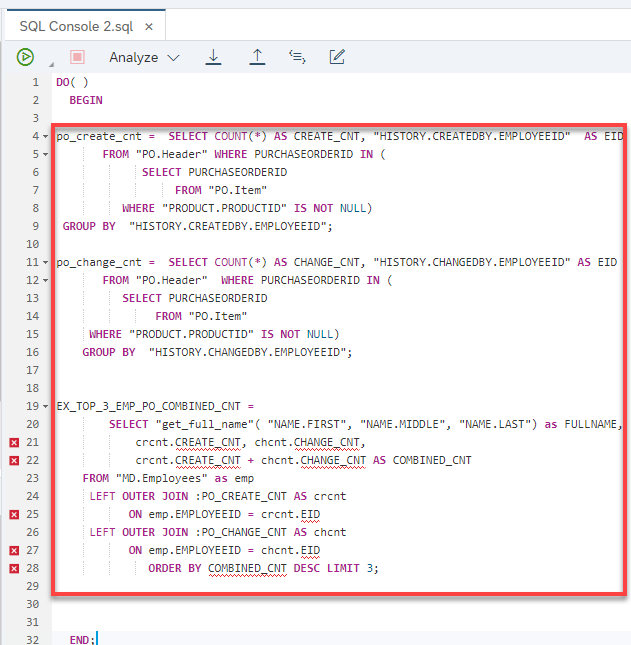 SQL Console 2.sql ×
Analyze
1 DO( )
2 BEGIN
3
4 po_create_cnt = SELECT COUNT(*) AS CREATE_CNT, "HISTORY.CREATEDBY.EMPLOYEEID" AS EID
5 FROM "PO.Header" WHERE PURCHASEORDERID IN (
6 SELECT PURCHASEORDERID
7 FROM "PO.Item"
8 WHERE "PRODUCT.PRODUCTID" IS NOT NULL)
9 GROUP BY "HISTORY.CREATEDBY.EMPLOYEEID";
10
11 po_change_cnt = SELECT COUNT(*) AS CHANGE_CNT, "HISTORY.CHANGEDBY.EMPLOYEEID" AS EID
12 FROM "PO.Header" WHERE PURCHASEORDERID IN (
13 SELECT PURCHASEORDERID
14 FROM "PO.Item"
15 WHERE "PRODUCT.PRODUCTID" IS NOT NULL)
16 GROUP BY "HISTORY.CHANGEDBY.EMPLOYEEID";
17
18
19 EX_TOP_3_EMP_PO_COMBINED_CNT =
20 SELECT "get_full_name"( "NAME.FIRST", "NAME.MIDDLE", "NAME.LAST") as FULLNAME,
21 crcnt.CREATE_CNT, chcnt.CHANGE_CNT,
22 crcnt.CREATE_CNT + chcnt.CHANGE_CNT AS COMBINED_CNT
23 FROM "MD.Employees" as emp
24 LEFT OUTER JOIN :PO_CREATE_CNT AS crcnt
25 ON emp.EMPLOYEEID = crcnt.EID
26 LEFT OUTER JOIN :PO_CHANGE_CNT AS chcnt
27 ON emp.EMPLOYEEID = chcnt.EID
28 ORDER BY COMBINED_CNT DESC LIMIT 3;
29
30
31
32 END;